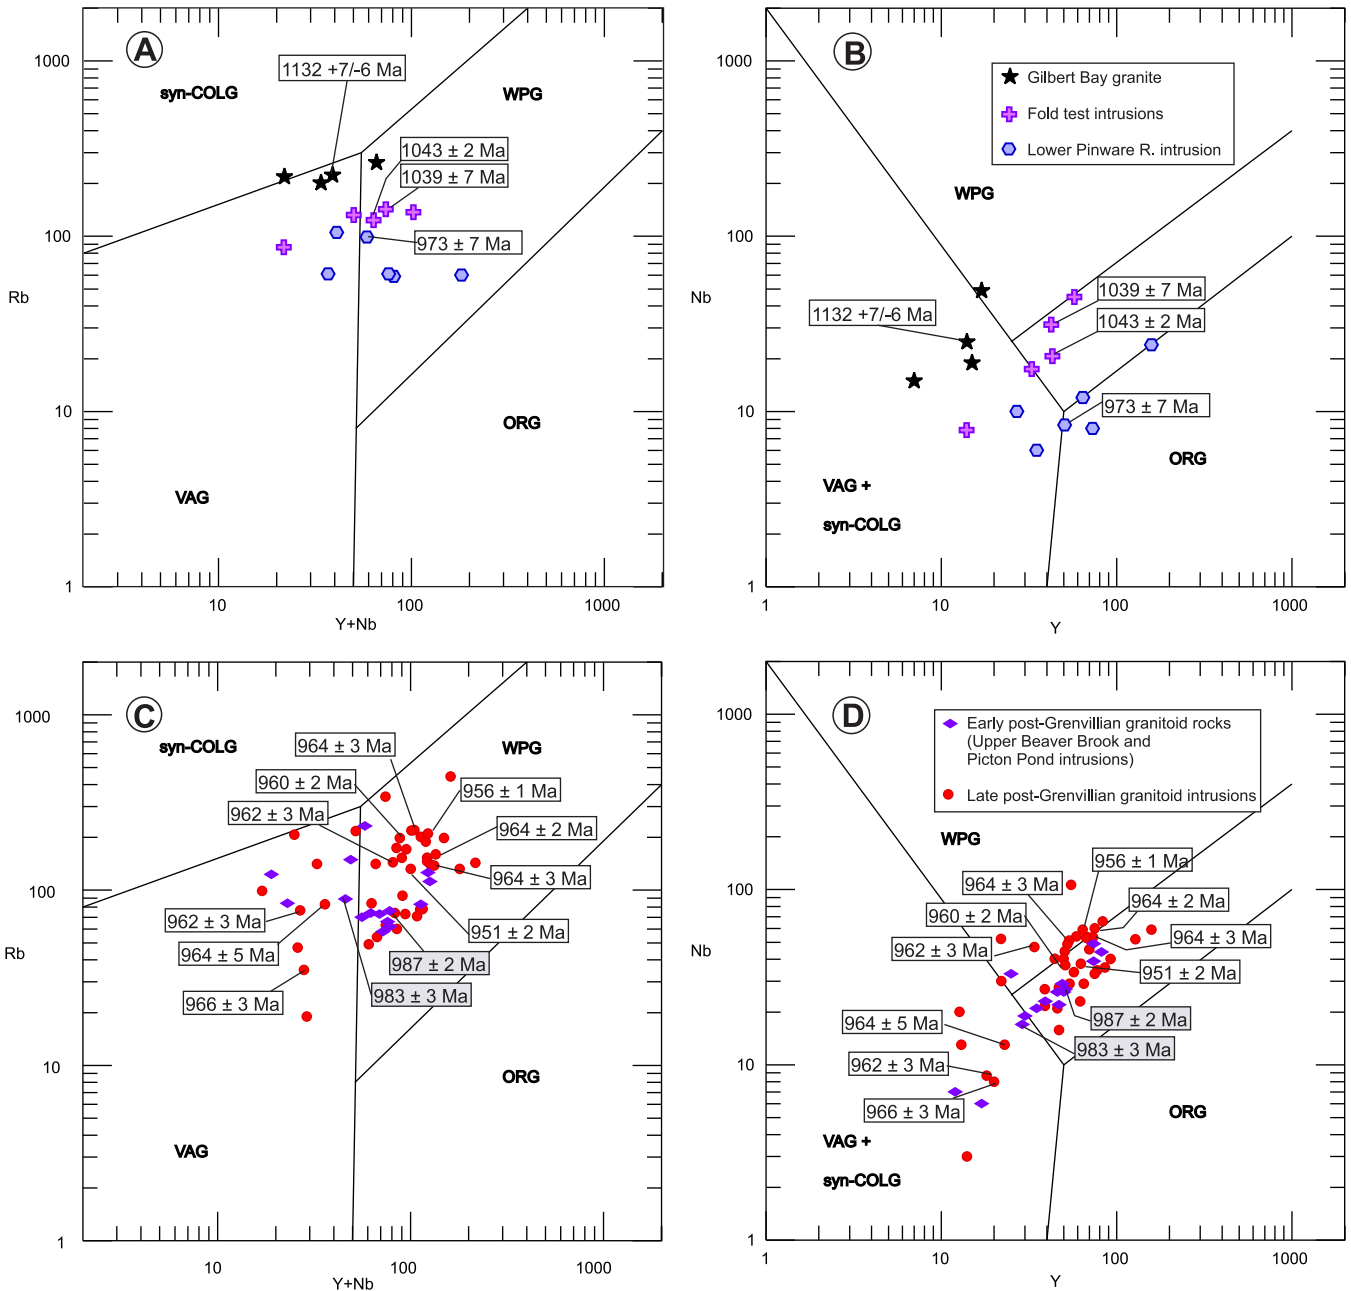 A
1000
syn-COLG
1132 +7/-6 Ma
WPG
1043 ± 2 Ma
1039 ± 7 Ma
100
973 ± 7 Ma
Rb
10
ORG
VAG
1
10
100
1000
Y+Nb
B
1000
Gilbert Bay granite
Fold test intrusions
Lower Pinware R. intrusion
WPG
100
1039 ± 7 Ma
Nb
1132 +7/-6 Ma
1043 ± 2 Ma
10
973 ± 7 Ma
ORG
VAG +
syn-COLG
1
1
10
100
1000
Y
C
1000
syn-COLG
964 ± 3 Ma
WPG
960 ± 2 Ma
956 ± 1 Ma
962 ± 3 Ma
964 ± 2 Ma
964 ± 3 Ma
100
962 ± 3 Ma
951 ± 2 Ma
964 ± 5 Ma
987 ± 2 Ma
Rb
983 ± 3 Ma
966 ± 3 Ma
10
ORG
VAG
1
10
100
1000
Y+Nb
D
1000
Early post-Grenvillian granitoid rocks
(Upper Beaver Brook and
Picton Pond intrusions)
Late post-Grenvillian granitoid intrusions
WPG
956 ± 1 Ma
964 ± 3 Ma
100
964 ± 2 Ma
960 ± 2 Ma
964 ± 3 Ma
962 ± 3 Ma
Nb
951 ± 2 Ma
987 ± 2 Ma
964 ± 5 Ma
983 ± 3 Ma
962 ± 3 Ma
10
966 ± 3 Ma
ORG
VAG +
syn-COLG
1
1
10
100
1000
Y